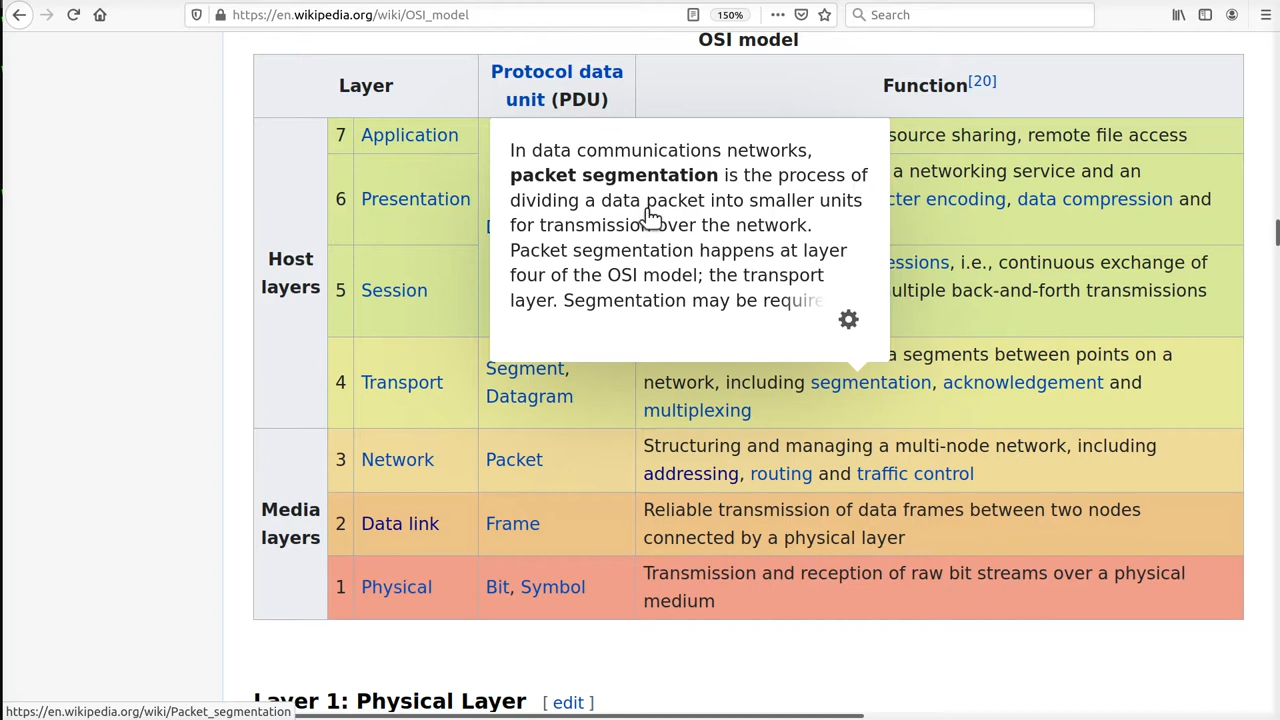 https://en.wikipedia.org/wiki/OSI_model
150%
Search
OSI model
Layer
Protocol data
unit (PDU)
Function[20]
Host
layers
7 Application
source sharing, remote file access
6 Presentation
a networking service and an
encoding, data compression and
5 Session
i.e., continuous exchange of
back-and-forth transmissions
In data communications networks,
packet segmentation is the process of
dividing a data packet into smaller units
for transmission over the network.
Packet segmentation happens at layer
four of the OSI model; the transport
layer. Segmentation may be require
4 Transport
Segment,
Datagram
a segments between points on a
network, including segmentation, acknowledgement and
multiplexing
Media
layers
3 Network
Packet
Structuring and managing a multi-node network, including
addressing, routing and traffic control
2 Data link
Frame
Reliable transmission of data frames between two nodes
connected by a physical layer
1 Physical
Bit, Symbol
Transmission and reception of raw bit streams over a physical
medium
Layer 1: Physical Layer [ edit ]
https://en.wikipedia.org/wiki/Packet_segmentation